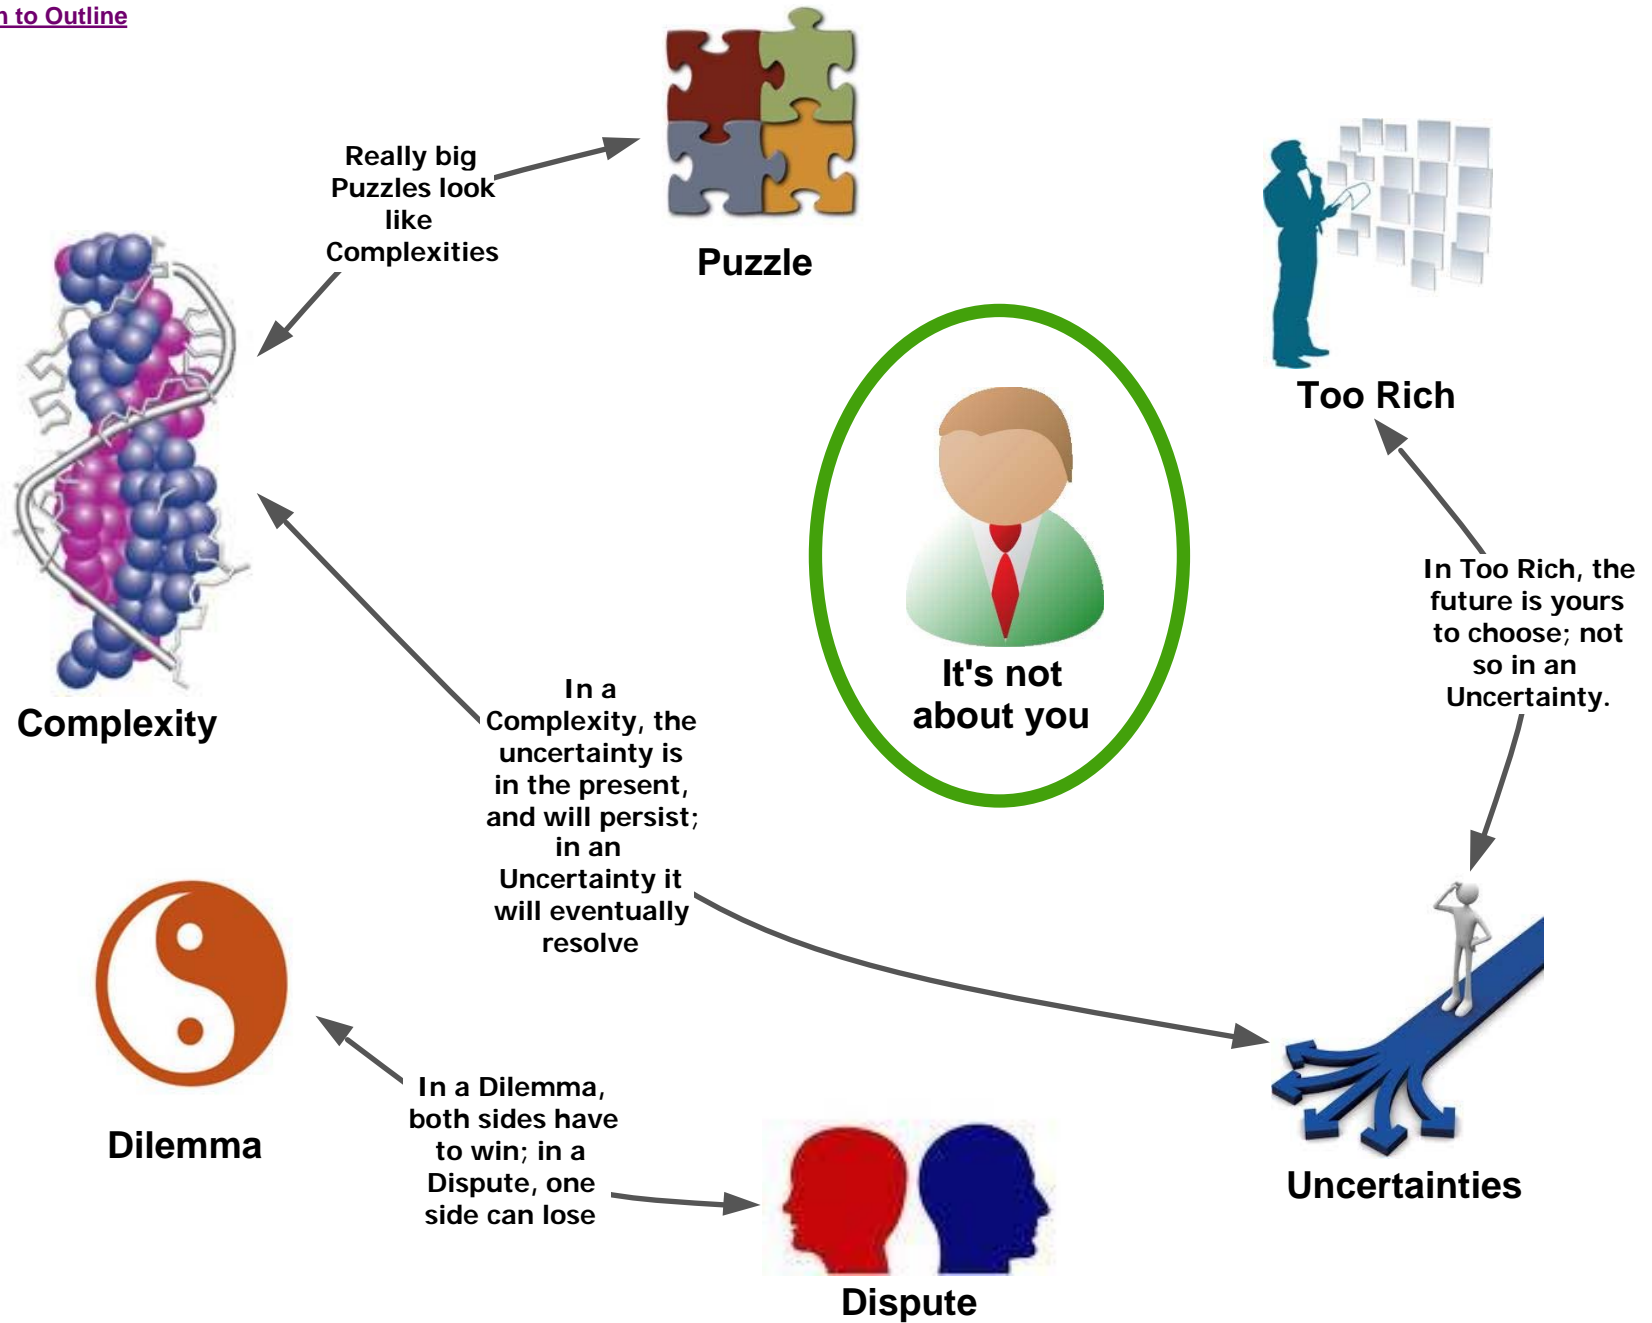 n to Outline
Really big
Puzzles look
like
Complexities
Puzzle
Too Rich
Complexity
It's not
about you
In Too Rich, the
future is yours
to choose; not
so in an
Uncertainty.
In a
Complexity, the
uncertainty is
in the present,
and will persist;
in an
Uncertainty it
will eventually
resolve
Dilemma
In a Dilemma,
both sides have
to win; in a
Dispute, one
side can lose
Uncertainties
Dispute